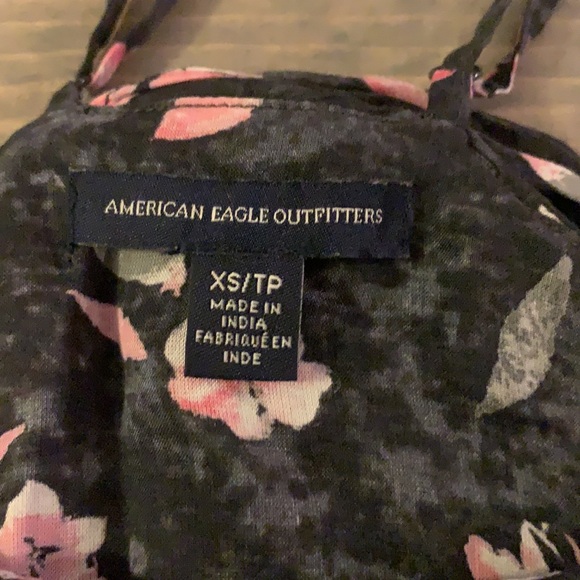 AMERICAN EAGLE OUTFITTERS
XS/TP
MADE IN
INDIA
FABRIQUÉ EN
INDE